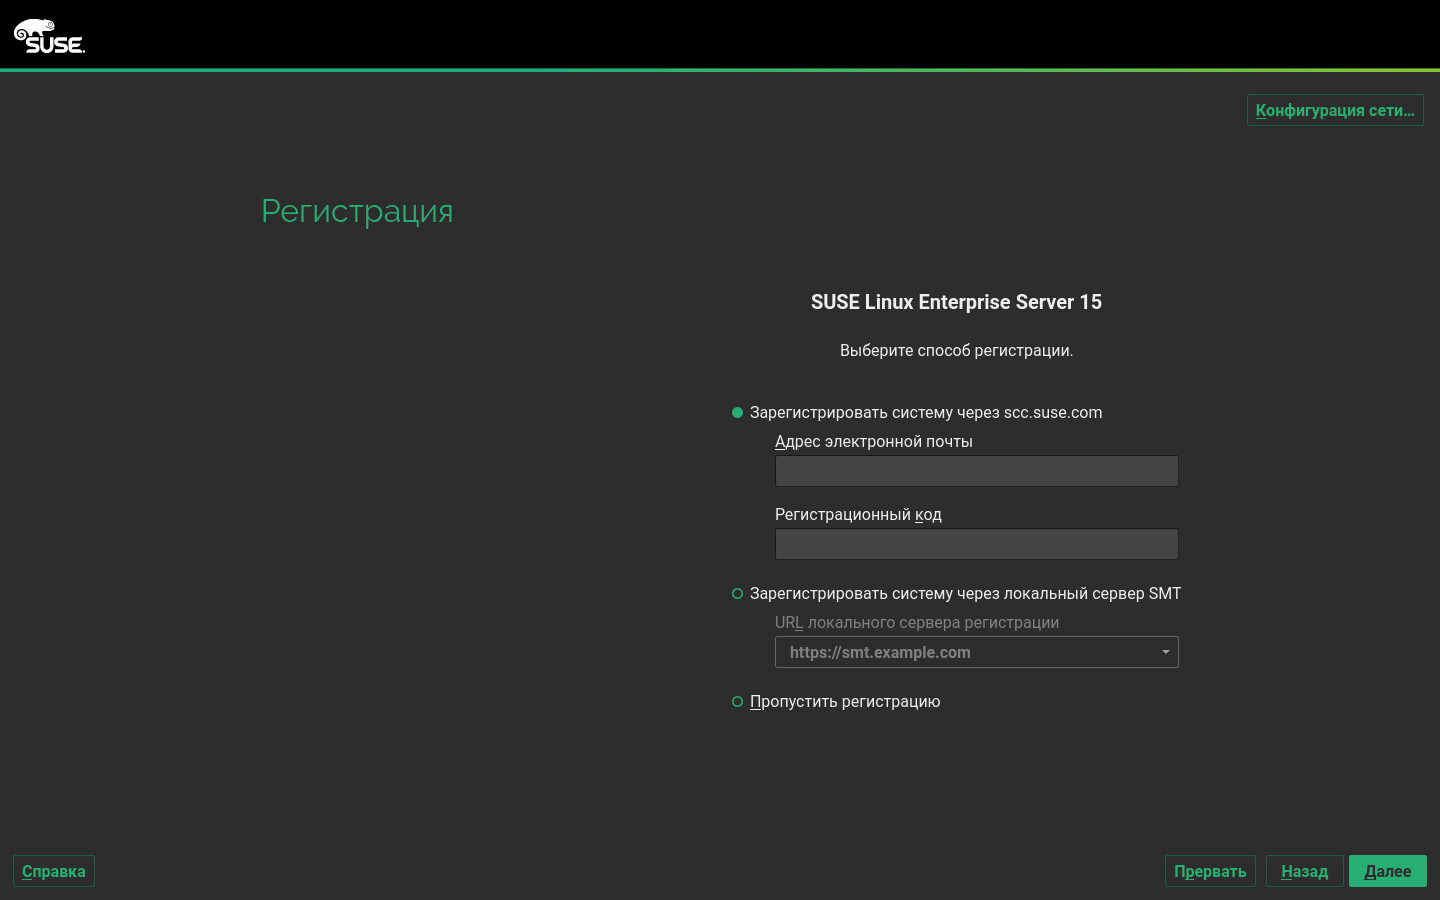 SUSE
Конфигурация сети...
Регистрация
SUSE Linux Enterprise Server 15
Выберите способ регистрации.
Зарегистрировать систему через scc.suse.com
Адрес электронной почты
Регистрационный код
Зарегистрировать систему через локальный сервер SMT
URL локального сервера регистрации
https://smt.example.com
Пропустить регистрацию
Справка
Прервать
Назад
Далее